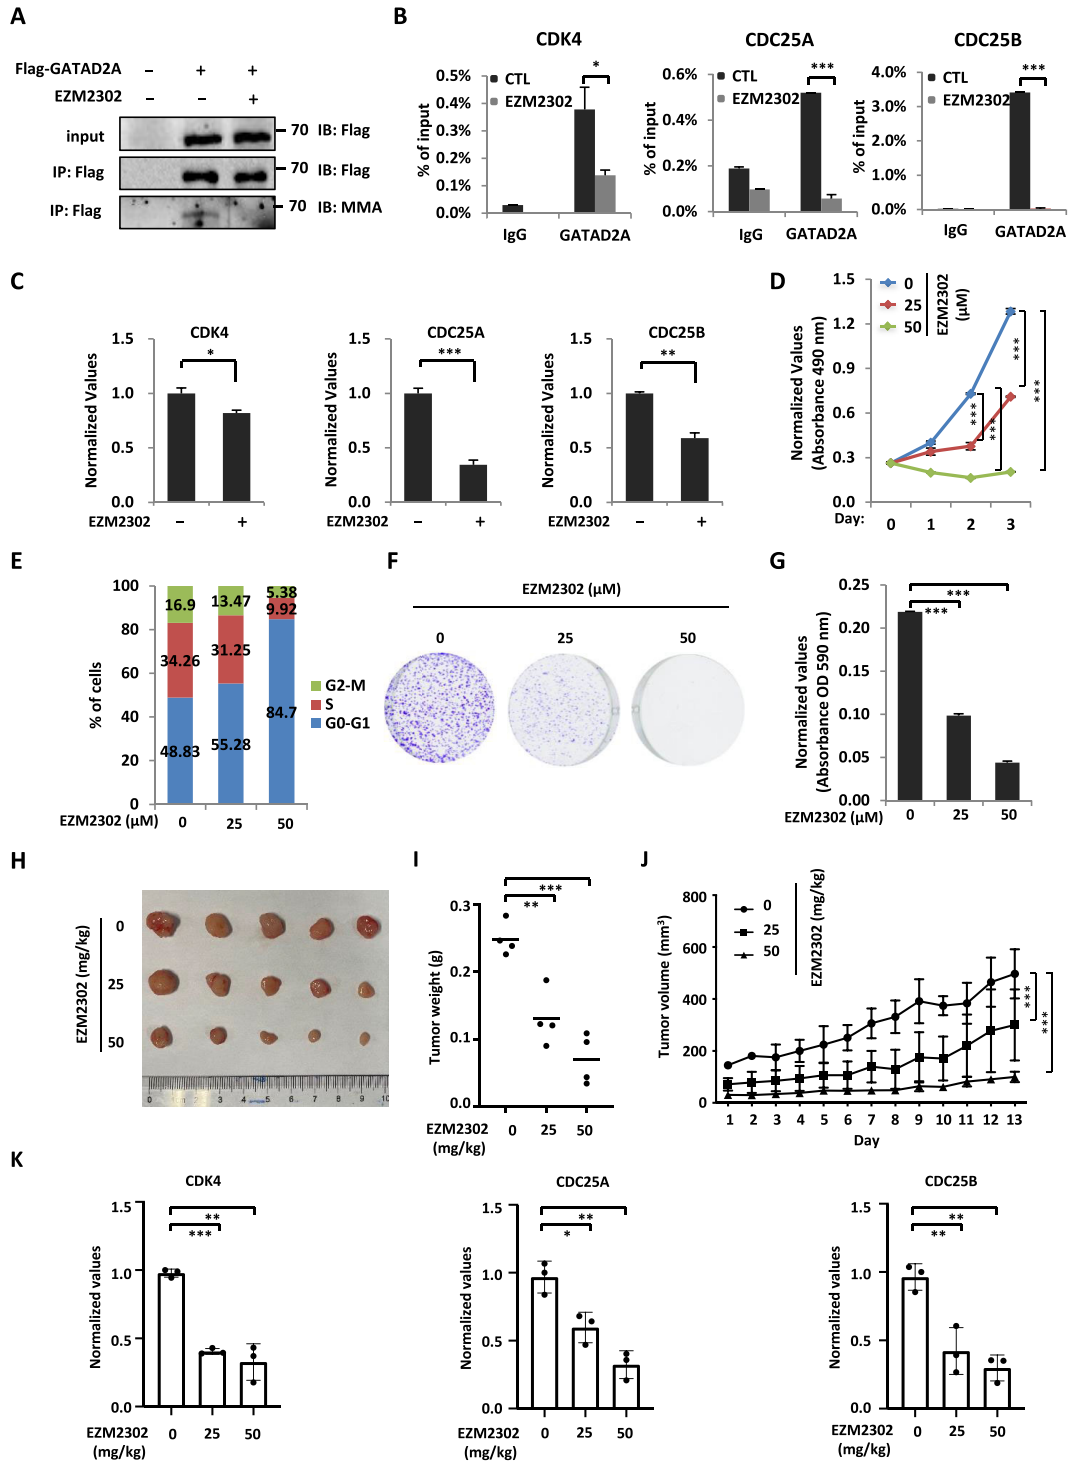 A
Flag-GATAD2A – + +
EZM2302 – – +
input 70 IB: Flag
IP: Flag 70 IB: Flag
IP: Flag 70 IB: MMA
B
CDK4
% of input
0.5%
0.4%
0.3%
0.2%
0.1%
0.0%
CTL
EZM2302
*
IgG GATAD2A
CDC25A
% of input
0.6%
0.4%
0.2%
0.0%
CTL
EZM2302
***
IgG GATAD2A
CDC25B
% of input
4.0%
3.0%
2.0%
1.0%
0.0%
CTL
EZM2302
***
IgG GATAD2A
C
CDK4
Normalized Values
1.5
1.0
0.5
0.0
*
EZM2302 – +
CDC25A
Normalized Values
1.5
1.0
0.5
0.0
***
EZM2302 – +
CDC25B
Normalized Values
1.5
1.0
0.5
0.0
**
EZM2302 – +
D
Normalized Values
(Absorbance 490 nm)
1.5
1.2
0.9
0.6
0.3
0.0
0
25
50
EZM2302
(µM)
***
***
***
***
Day: 0 1 2 3
E
% of cells
100
80
60
40
20
0
16.9 13.47 5.38
34.26 31.25 9.92
48.83 55.28 84.7
G2-M
S
G0-G1
EZM2302 (µM) 0 25 50
F
EZM2302 (µM)
0 25 50
G
Normalized values
(Absorbance OD 590 nm)
0.25
0.20
0.15
0.10
0.05
0.00
***
***
EZM2302 (µM) 0 25 50
H
EZM2302 (mg/kg)
0
25
50
0 1 2 3 4 5 6 7 8 9 10
I
Tumor weight (g)
0.3
0.2
0.1
0.0
***
**
EZM2302 0 25 50
(mg/kg)
J
Tumor volume (mm³)
800
600
400
200
0
0
25
50
EZM2302 (mg/kg)
***
***
1 2 3 4 5 6 7 8 9 10 11 12 13
Day
K
CDK4
Normalized values
1.5
1.0
0.5
0.0
**
***
EZM2302 0 25 50
(mg/kg)
CDC25A
Normalized values
1.5
1.0
0.5
0.0
**
*
EZM2302 0 25 50
(mg/kg)
CDC25B
Normalized values
1.5
1.0
0.5
0.0
**
**
EZM2302 0 25 50
(mg/kg)